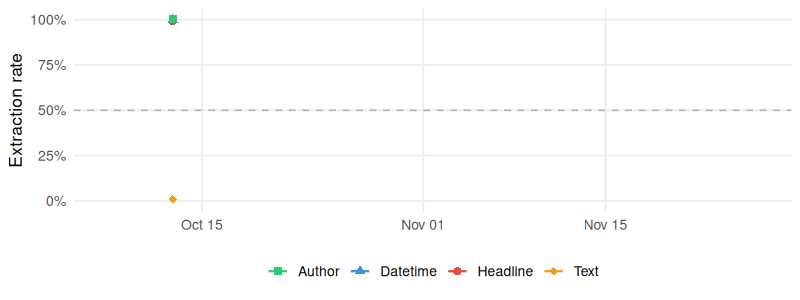 Extraction rate
100%
75%
50%
25%
0%
Oct 15 Nov 01 Nov 15
Author Datetime Headline Text